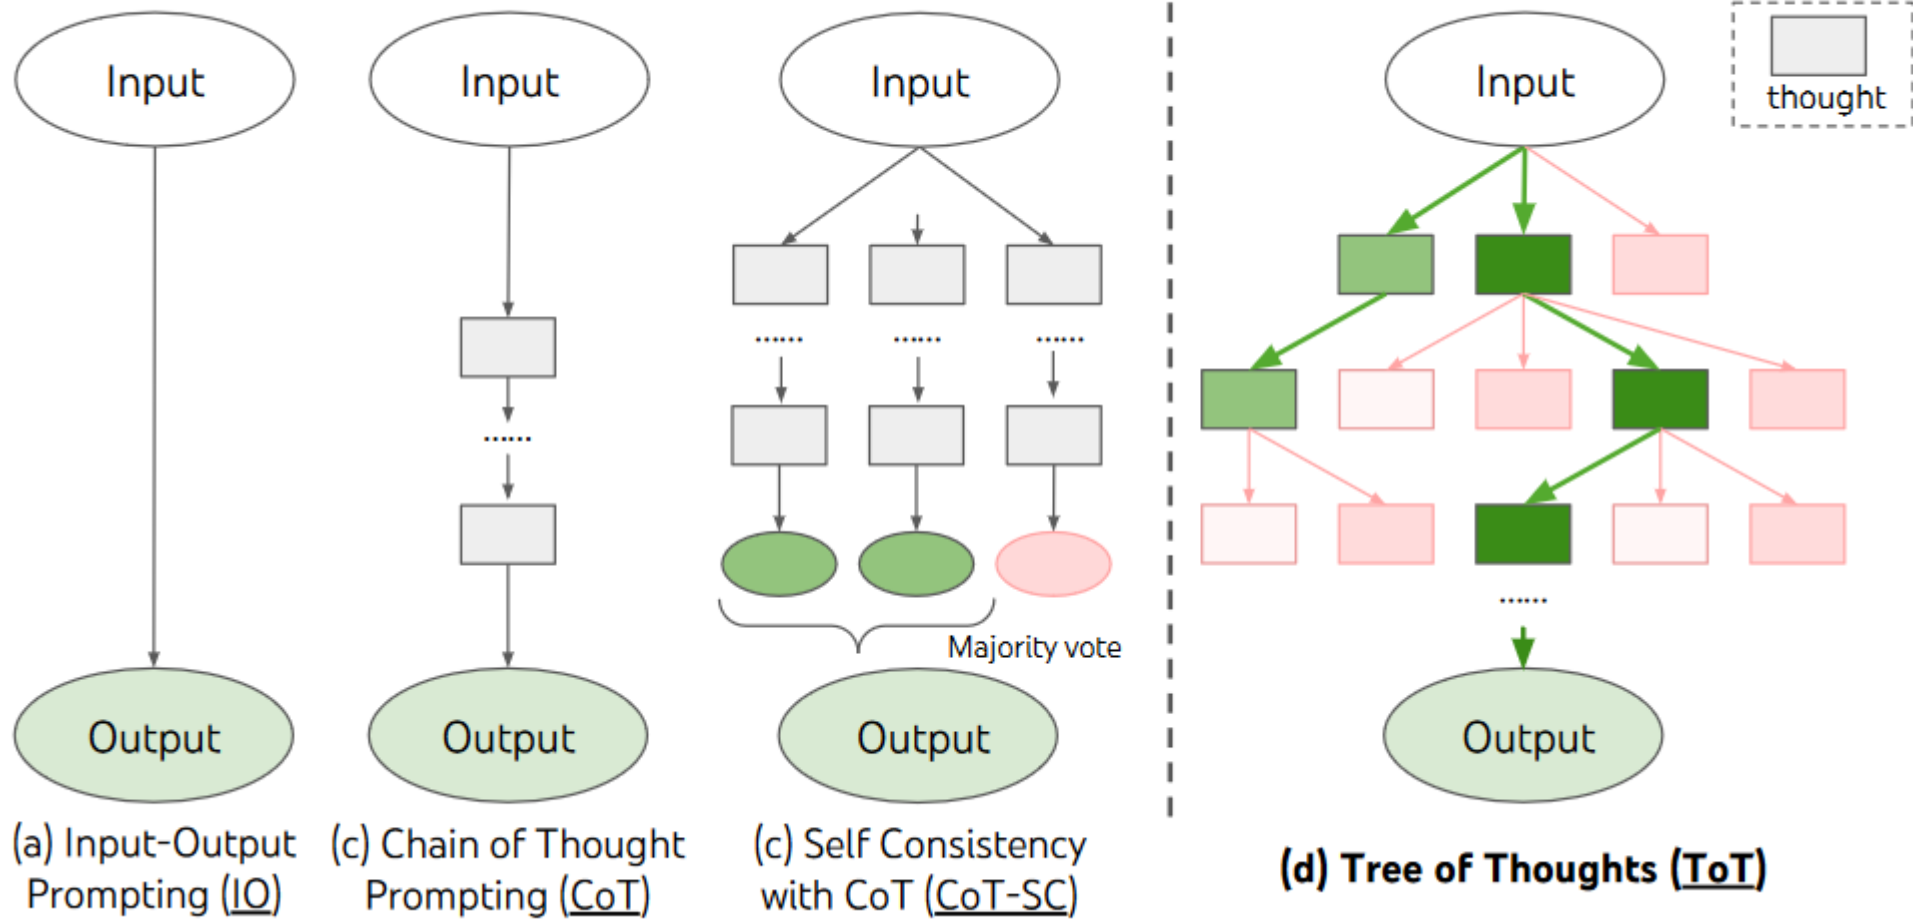 Input
Input
Input
Input
thought
......
......
......
......
......
Majority vote
Output
Output
Output
Output
(a) Input-Output
Prompting (IO)
(c) Chain of Thought
Prompting (CoT)
(c) Self Consistency
with CoT (CoT-SC)
(d) Tree of Thoughts (ToT)